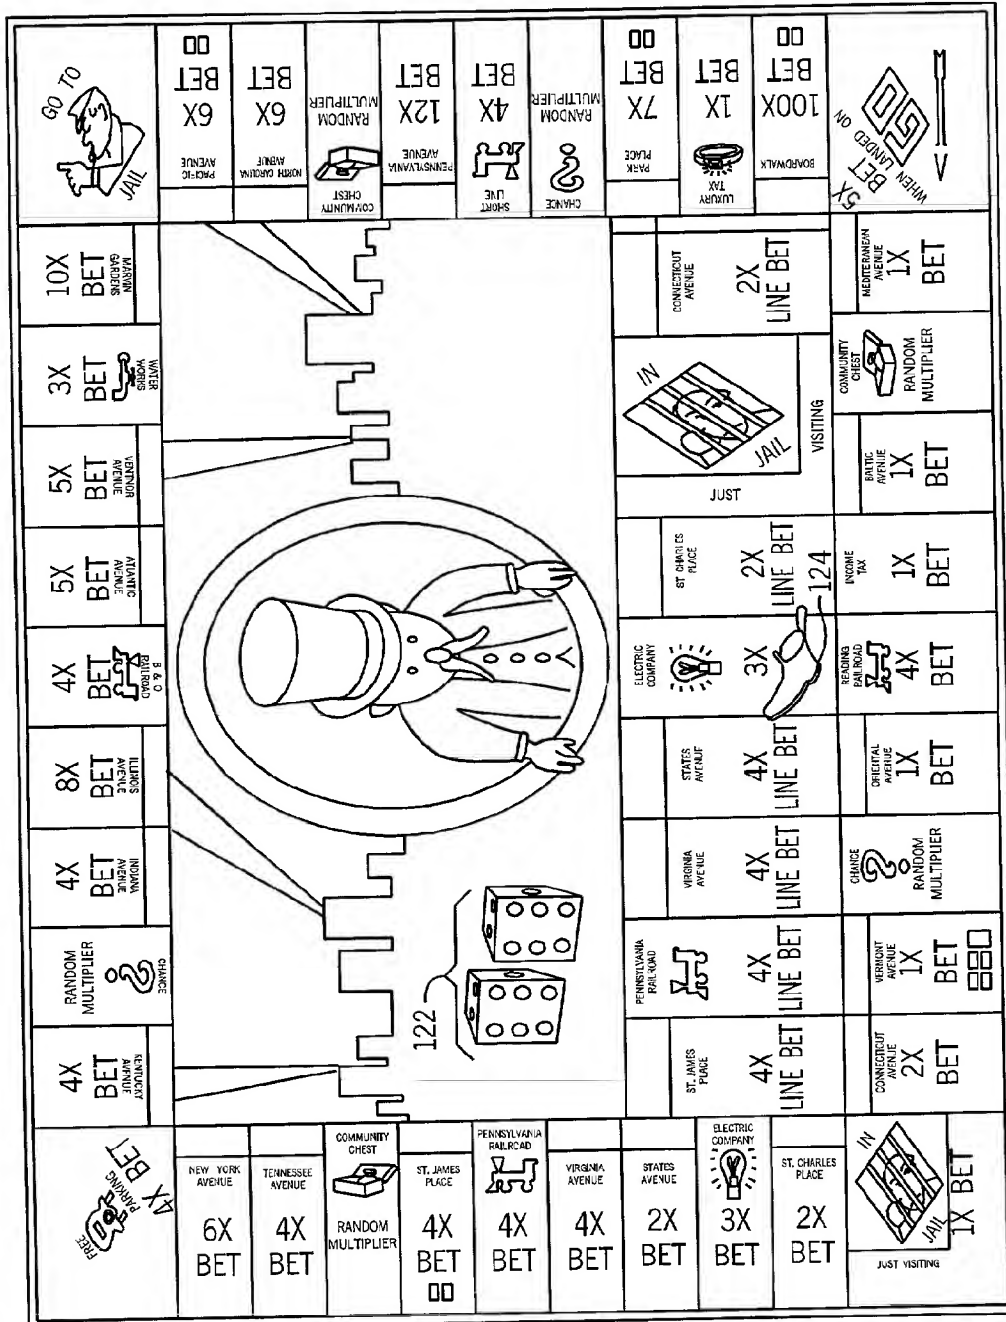 GO TO
JAIL
6X
BET
PACIFIC
AVENUE
6X
BET
NORTH CAROLINA
AVENUE
RANDOM
MULTIPLIER
COMMUNITY
CHEST
12X
BET
PENNSYLVANIA
AVENUE
4X
BET
SHORT
LINE
RANDOM
MULTIPLIER
CHANCE
7X
BET
PARK
PLACE
1X
BET
LUXURY
TAX
100X
BET
BOARDWALK
5X
BET
WHEN LANDED ON
GO
10X
BET
MARVIN
GARDENS
3X
BET
WATER
WORKS
5X
BET
VENTNOR
AVENUE
5X
BET
ATLANTIC
AVENUE
4X
BET
B & O
RAILROAD
8X
BET
ILLINOIS
AVENUE
4X
BET
INDIANA
AVENUE
RANDOM
MULTIPLIER
CHANCE
4X
BET
KENTUCKY
AVENUE
122
CONNECTICUT
AVENUE
2X
LINE BET
IN
JAIL
JUST
VISITING
ST CHARLES
PLACE
2X
LINE BET
124
ELECTRIC
COMPANY
3X
STATES
AVENUE
4X
LINE BET
VIRGINIA
AVENUE
4X
LINE BET
PENNSYLVANIA
RAILROAD
4X
LINE BET
ST. JAMES
PLACE
4X
LINE BET
MEDITERANEAN
AVENUE
1X
BET
COMMUNITY
CHEST
RANDOM
MULTIPLIER
BALTIC
AVENUE
1X
BET
INCOME
TAX
1X
BET
READING
RAILROAD
4X
BET
ORIENTAL
AVENUE
1X
BET
CHANCE
RANDOM
MULTIPLIER
VERMONT
AVENUE
1X
BET
CONNECTICUT
AVENUE
2X
BET
FREE
PARKING
4X BET
NEW YORK
AVENUE
6X
BET
TENNESSEE
AVENUE
4X
BET
COMMUNITY
CHEST
RANDOM
MULTIPLIER
ST. JAMES
PLACE
4X
BET
PENNSYLVANIA
RAILROAD
4X
BET
VIRGINIA
AVENUE
4X
BET
STATES
AVENUE
2X
BET
ELECTRIC
COMPANY
3X
BET
ST. CHARLES
PLACE
2X
BET
IN
JAIL
1X BET
JUST VISITING